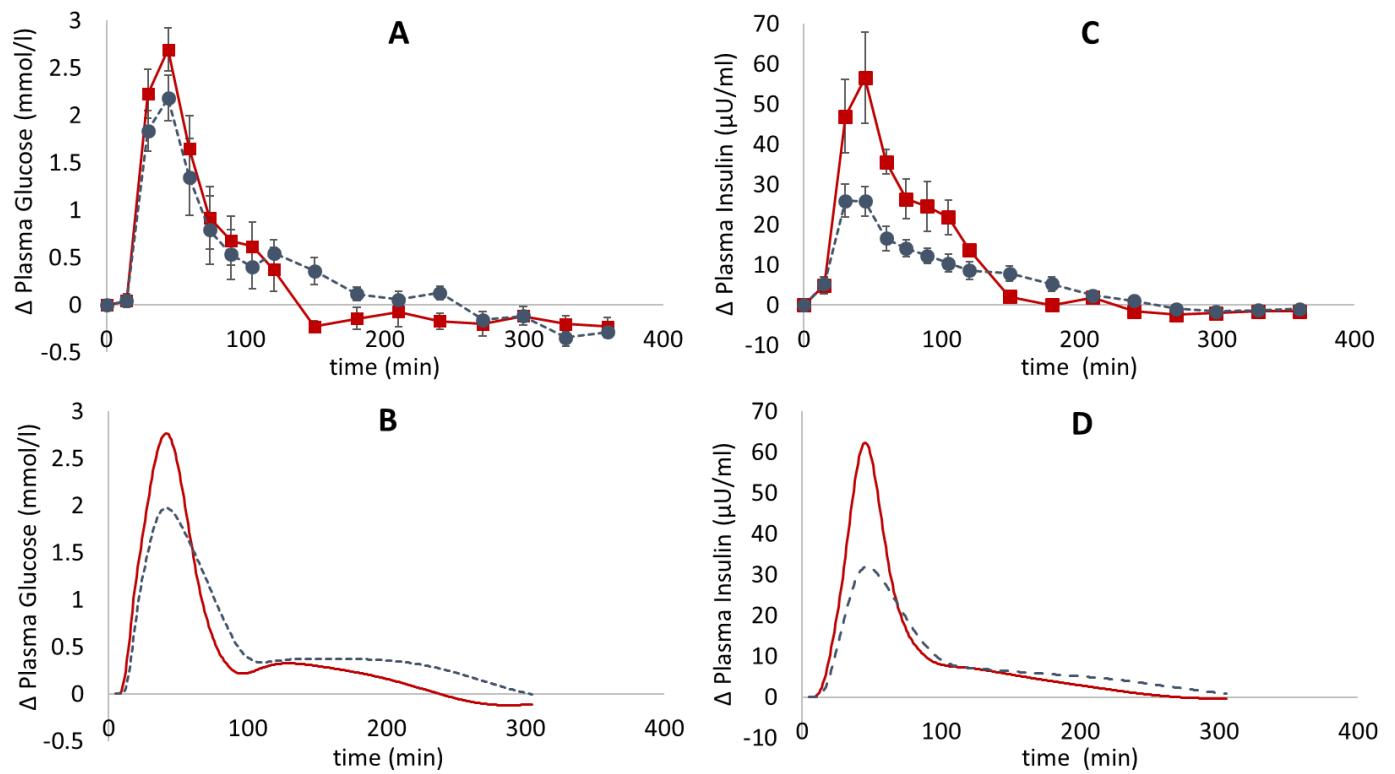 A
Δ Plasma Glucose (mmol/l)
3
2.5
2
1.5
1
0.5
0
-0.5
0 100 200 300 400
time (min)
C
Δ Plasma Insulin (µU/ml)
70
60
50
40
30
20
10
0
-10
0 100 200 300 400
time (min)
B
Δ Plasma Glucose (mmol/l)
3
2.5
2
1.5
1
0.5
0
-0.5
0 100 200 300 400
time (min)
D
Δ Plasma Insulin (µU/ml)
70
60
50
40
30
20
10
0
-10
0 100 200 300 400
time (min)